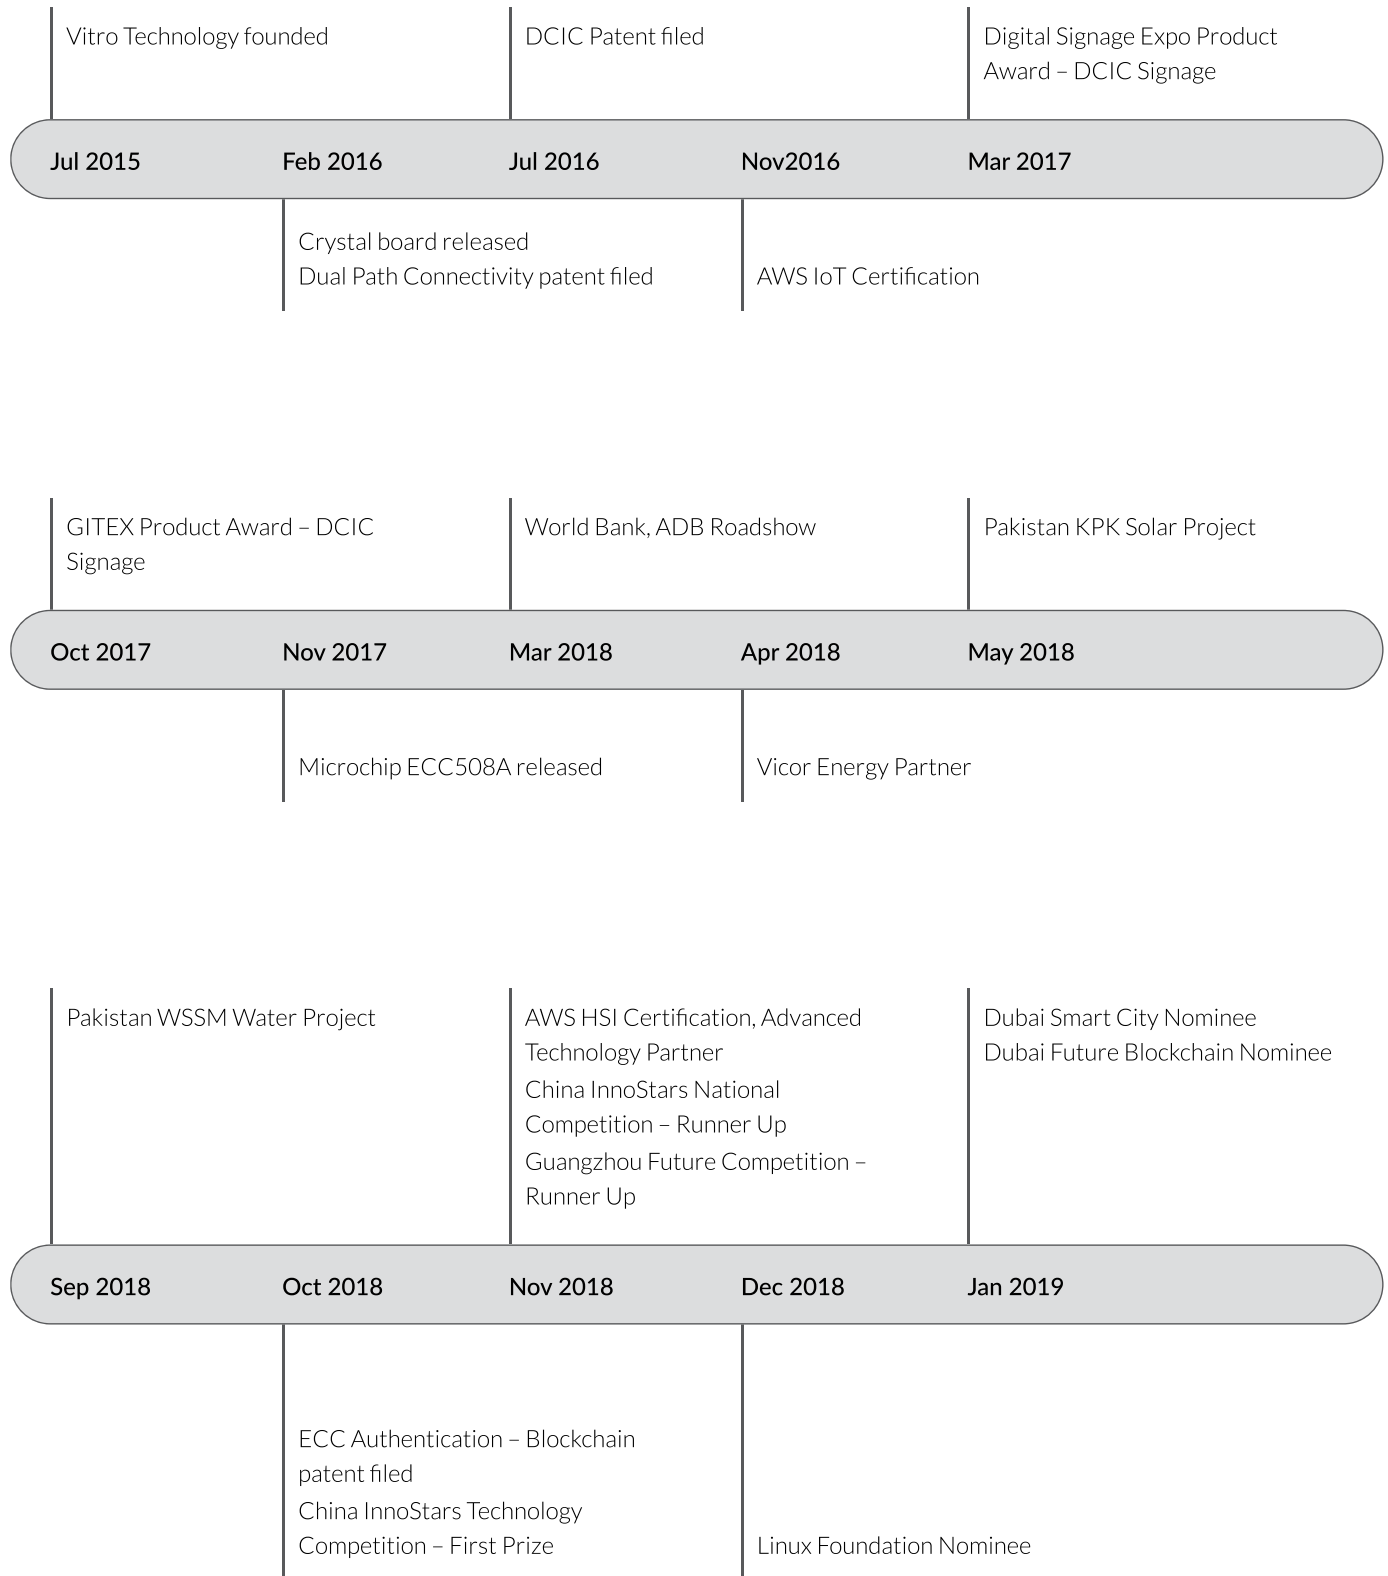 Vitro Technology founded
DCIC Patent filed
Digital Signage Expo Product
Award – DCIC Signage
Jul 2015
Feb 2016
Jul 2016
Nov2016
Mar 2017
Crystal board released
Dual Path Connectivity patent filed
AWS IoT Certification
GITEX Product Award – DCIC
Signage
World Bank, ADB Roadshow
Pakistan KPK Solar Project
Oct 2017
Nov 2017
Mar 2018
Apr 2018
May 2018
Microchip ECC508A released
Vicor Energy Partner
Pakistan WSSM Water Project
AWS HSI Certification, Advanced
Technology Partner
China InnoStars National
Competition – Runner Up
Guangzhou Future Competition –
Runner Up
Dubai Smart City Nominee
Dubai Future Blockchain Nominee
Sep 2018
Oct 2018
Nov 2018
Dec 2018
Jan 2019
ECC Authentication – Blockchain
patent filed
China InnoStars Technology
Competition – First Prize
Linux Foundation Nominee